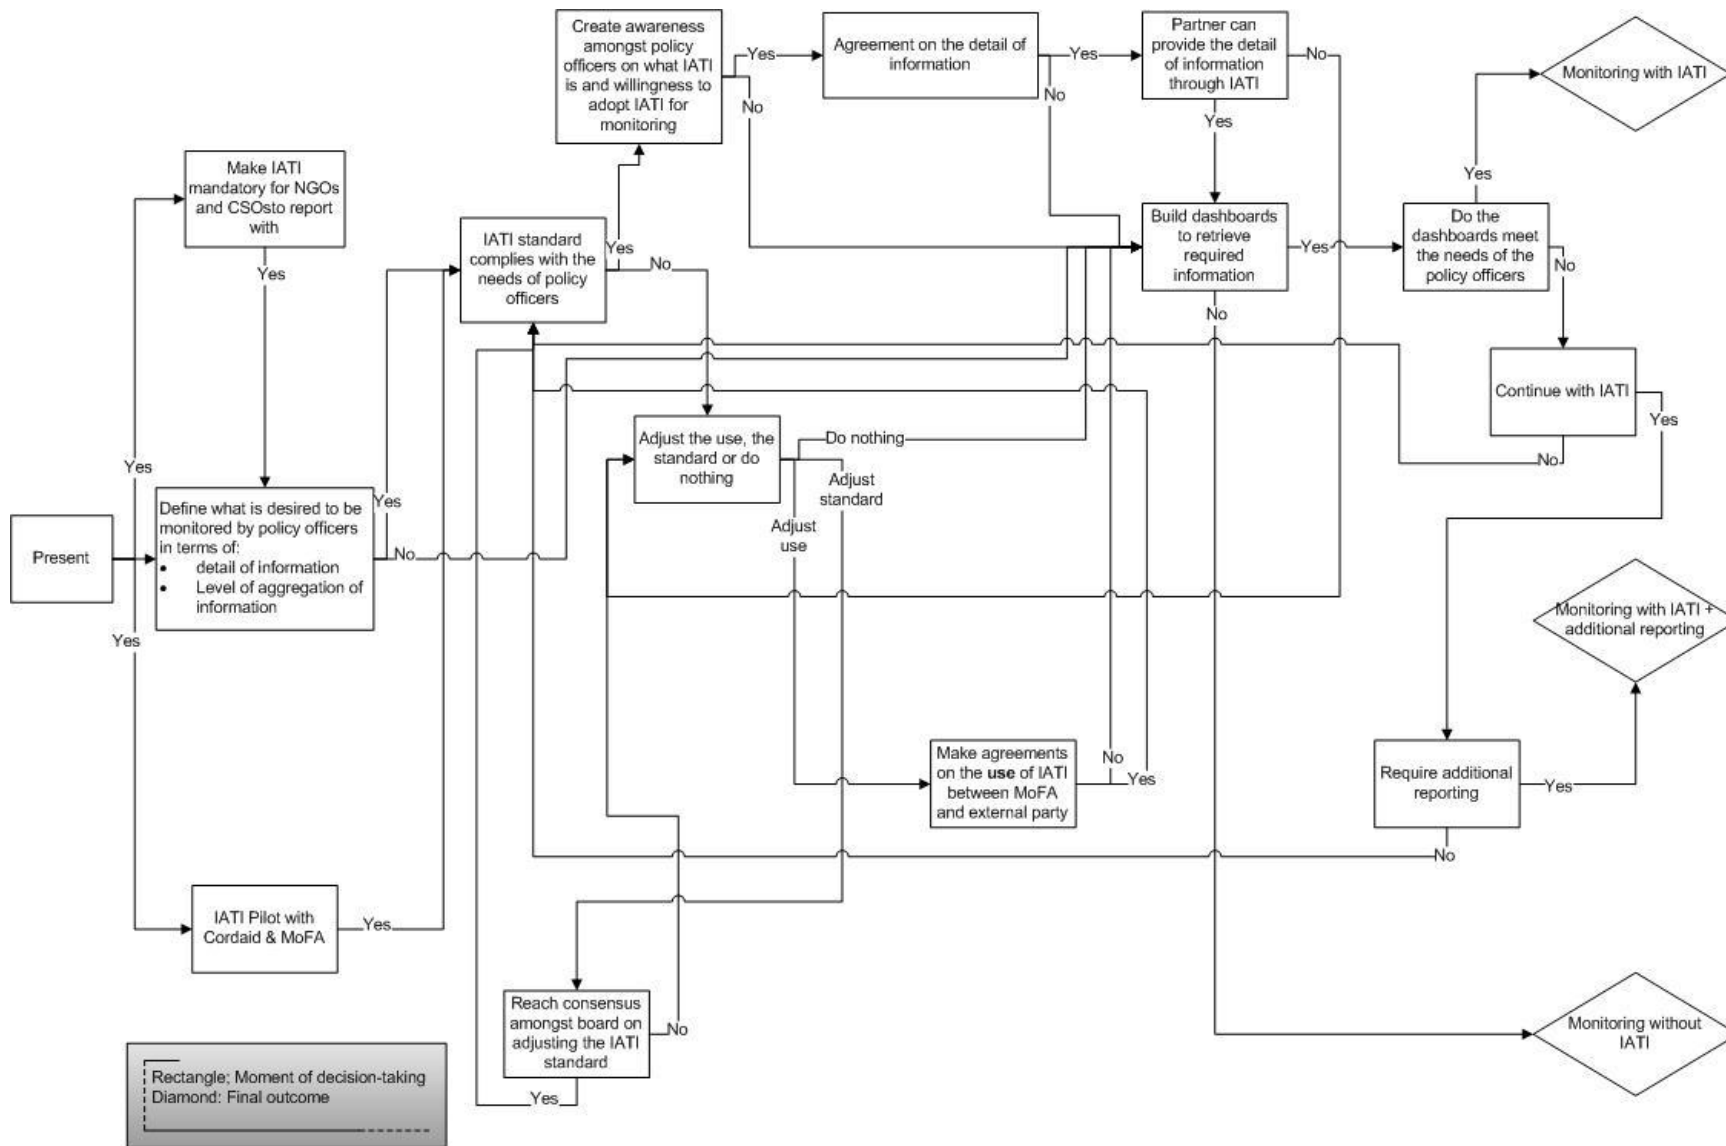 Create awareness
amongst policy
officers on what IATI
is and willingness to
adopt IATI for
monitoring
Yes
No
Agreement on the detail of
information
Yes
No
Partner can
provide the detail
of information
through IATI
No
Yes
Monitoring with IATI
Make IATI
mandatory for NGOs
and CSOsto report
with
Yes
IATI standard
complies with the
needs of policy
officers
Yes
No
Build dashboards
to retrieve
required
information
Yes
No
Do the
dashboards meet
the needs of the
policy officers
Yes
No
Continue with IATI
Yes
No
Adjust the use, the
standard or do
nothing
Do nothing
Adjust
standard
Adjust
use
Yes
Present
Yes
Define what is desired to be
monitored by policy officers
in terms of:
• detail of information
• Level of aggregation of
information
Yes
No
Monitoring with IATI +
additional reporting
Make agreements
on the use of IATI
between MoFA
and external party
No
Yes
Require additional
reporting
Yes
No
IATI Pilot with
Cordaid & MoFA
Yes
Reach consensus
amongst board on
adjusting the IATI
standard
No
Yes
Monitoring without
IATI
Rectangle; Moment of decision-taking
Diamond: Final outcome